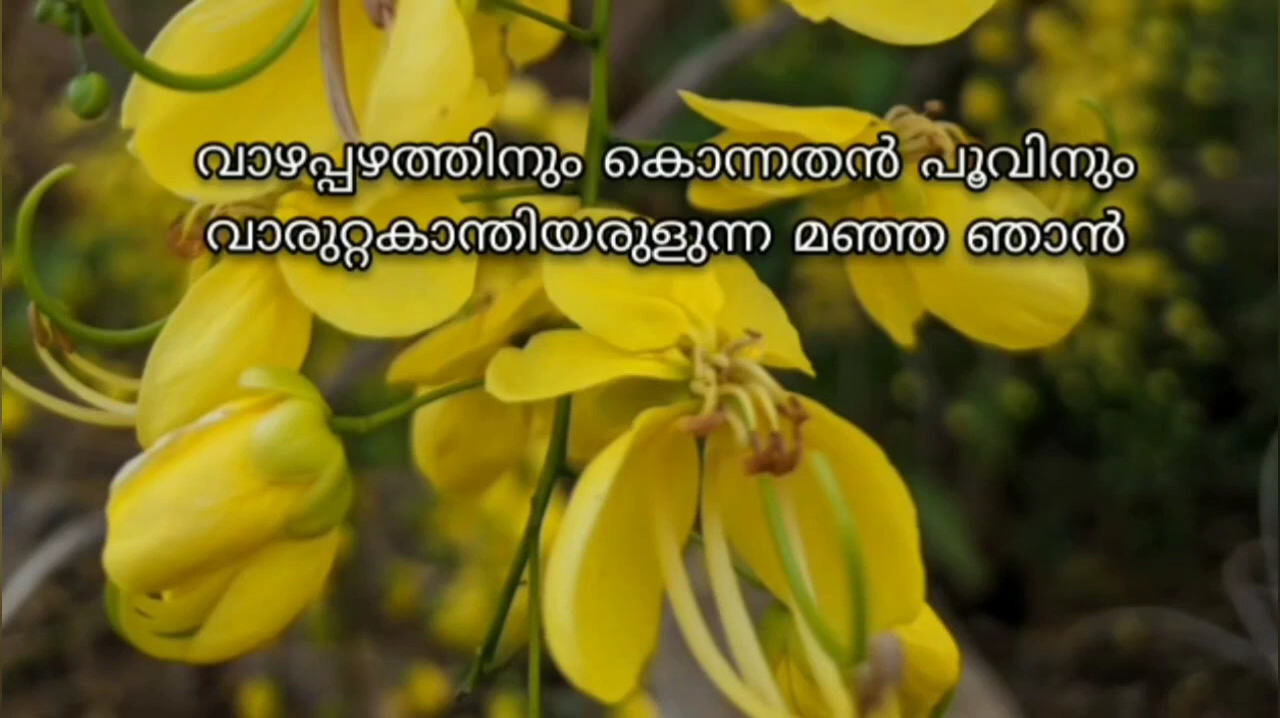 വാഴപ്പഴത്തിനും കൊന്നതൻ പൂവിനും
വാരുറ്റകാന്തിയരുളുന്ന മഞ്ഞ ഞാൻ